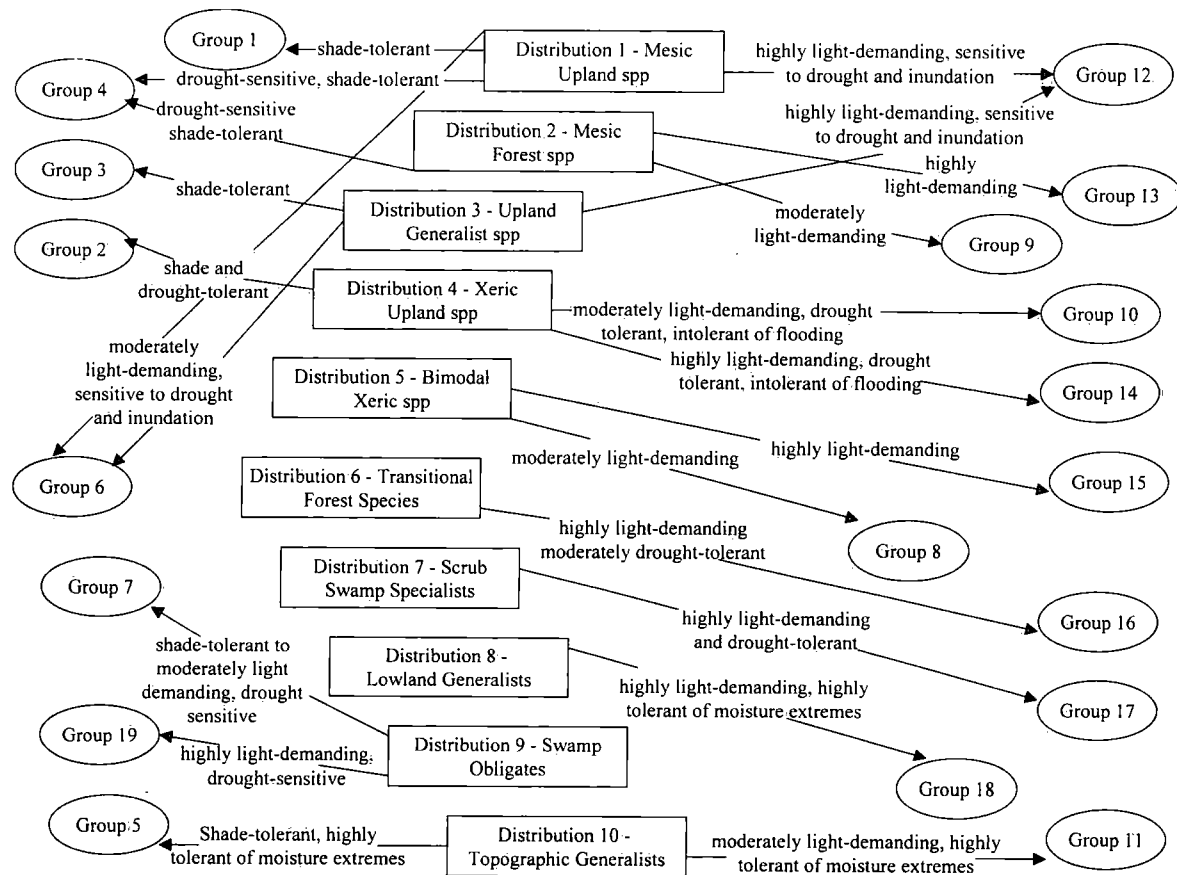 Group 1
shade-tolerant
Distribution 1 - Mesic
Upland spp
highly light-demanding, sensitive
to drought and inundation
Group 12
Group 4
drought-sensitive, shade-tolerant
drought-sensitive
shade-tolerant
Distribution 2 - Mesic
Forest spp
highly light-demanding, sensitive
to drought and inundation
highly
light-demanding
Group 13
Group 3
shade-tolerant
Distribution 3 - Upland
Generalist spp
moderately
light-demanding
Group 9
Group 2
shade and
drought-tolerant
Distribution 4 - Xeric
Upland spp
moderately light-demanding, drought
tolerant, intolerant of flooding
Group 10
highly light-demanding, drought
tolerant, intolerant of flooding
Group 14
moderately
light-demanding,
sensitive to drought
and inundation
Group 6
Distribution 5 - Bimodal
Xeric spp
highly light-demanding
Group 15
moderately light-demanding
Group 8
Distribution 6 - Transitional
Forest Species
highly light-demanding
moderately drought-tolerant
Group 16
Distribution 7 - Scrub
Swamp Specialists
highly light-demanding
and drought-tolerant
Group 17
Group 7
shade-tolerant to
moderately light
demanding, drought
sensitive
Distribution 8 -
Lowland Generalists
highly light-demanding, highly
tolerant of moisture extremes
Group 18
Group 19
highly light-demanding,
drought-sensitive
Distribution 9 - Swamp
Obligates
Group 5
Shade-tolerant, highly
tolerant of moisture extremes
Distribution 10 -
Topographic Generalists
moderately light-demanding, highly
tolerant of moisture extremes
Group 11